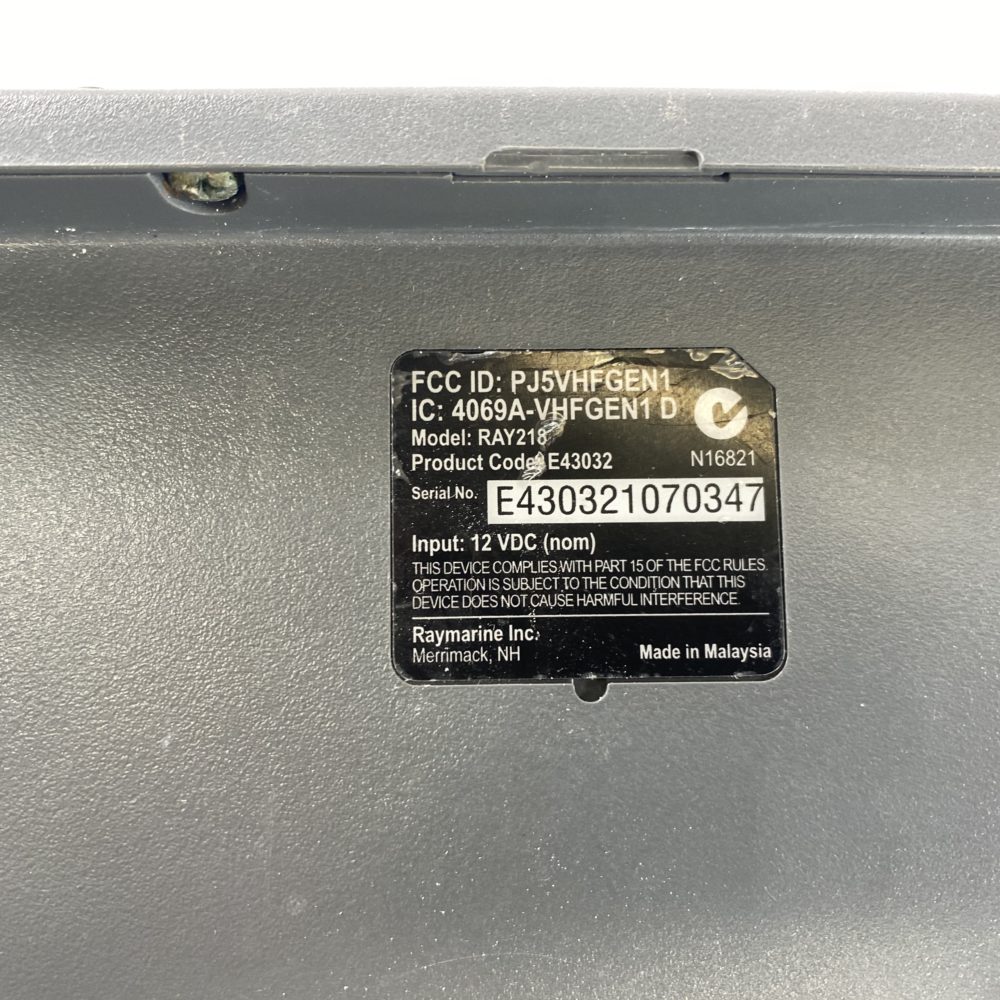 FCC ID: PJ5VHFGEN1
IC: 4069A-VHFGEN1 D
Model: RAY218
Product Code: E43032
N16821
Serial No. E430321070347
Input: 12 VDC (nom)
THIS DEVICE COMPLIES WITH PART 15 OF THE FCC RULES.
OPERATION IS SUBJECT TO THE CONDITION THAT THIS
DEVICE DOES NOT CAUSE HARMFUL INTERFERENCE.
Raymarine Inc.
Merrimack, NH
Made in Malaysia